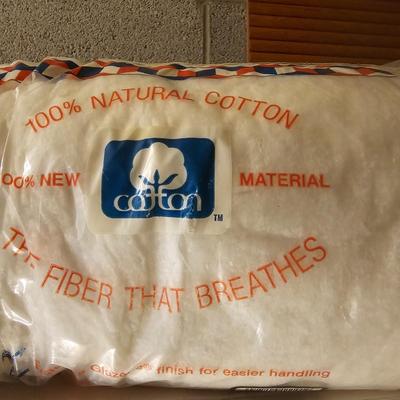 100% NATURAL COTTON
cotton
TM
00% NEW MATERIAL
THE FIBER THAT BREATHES
finish for easier handling